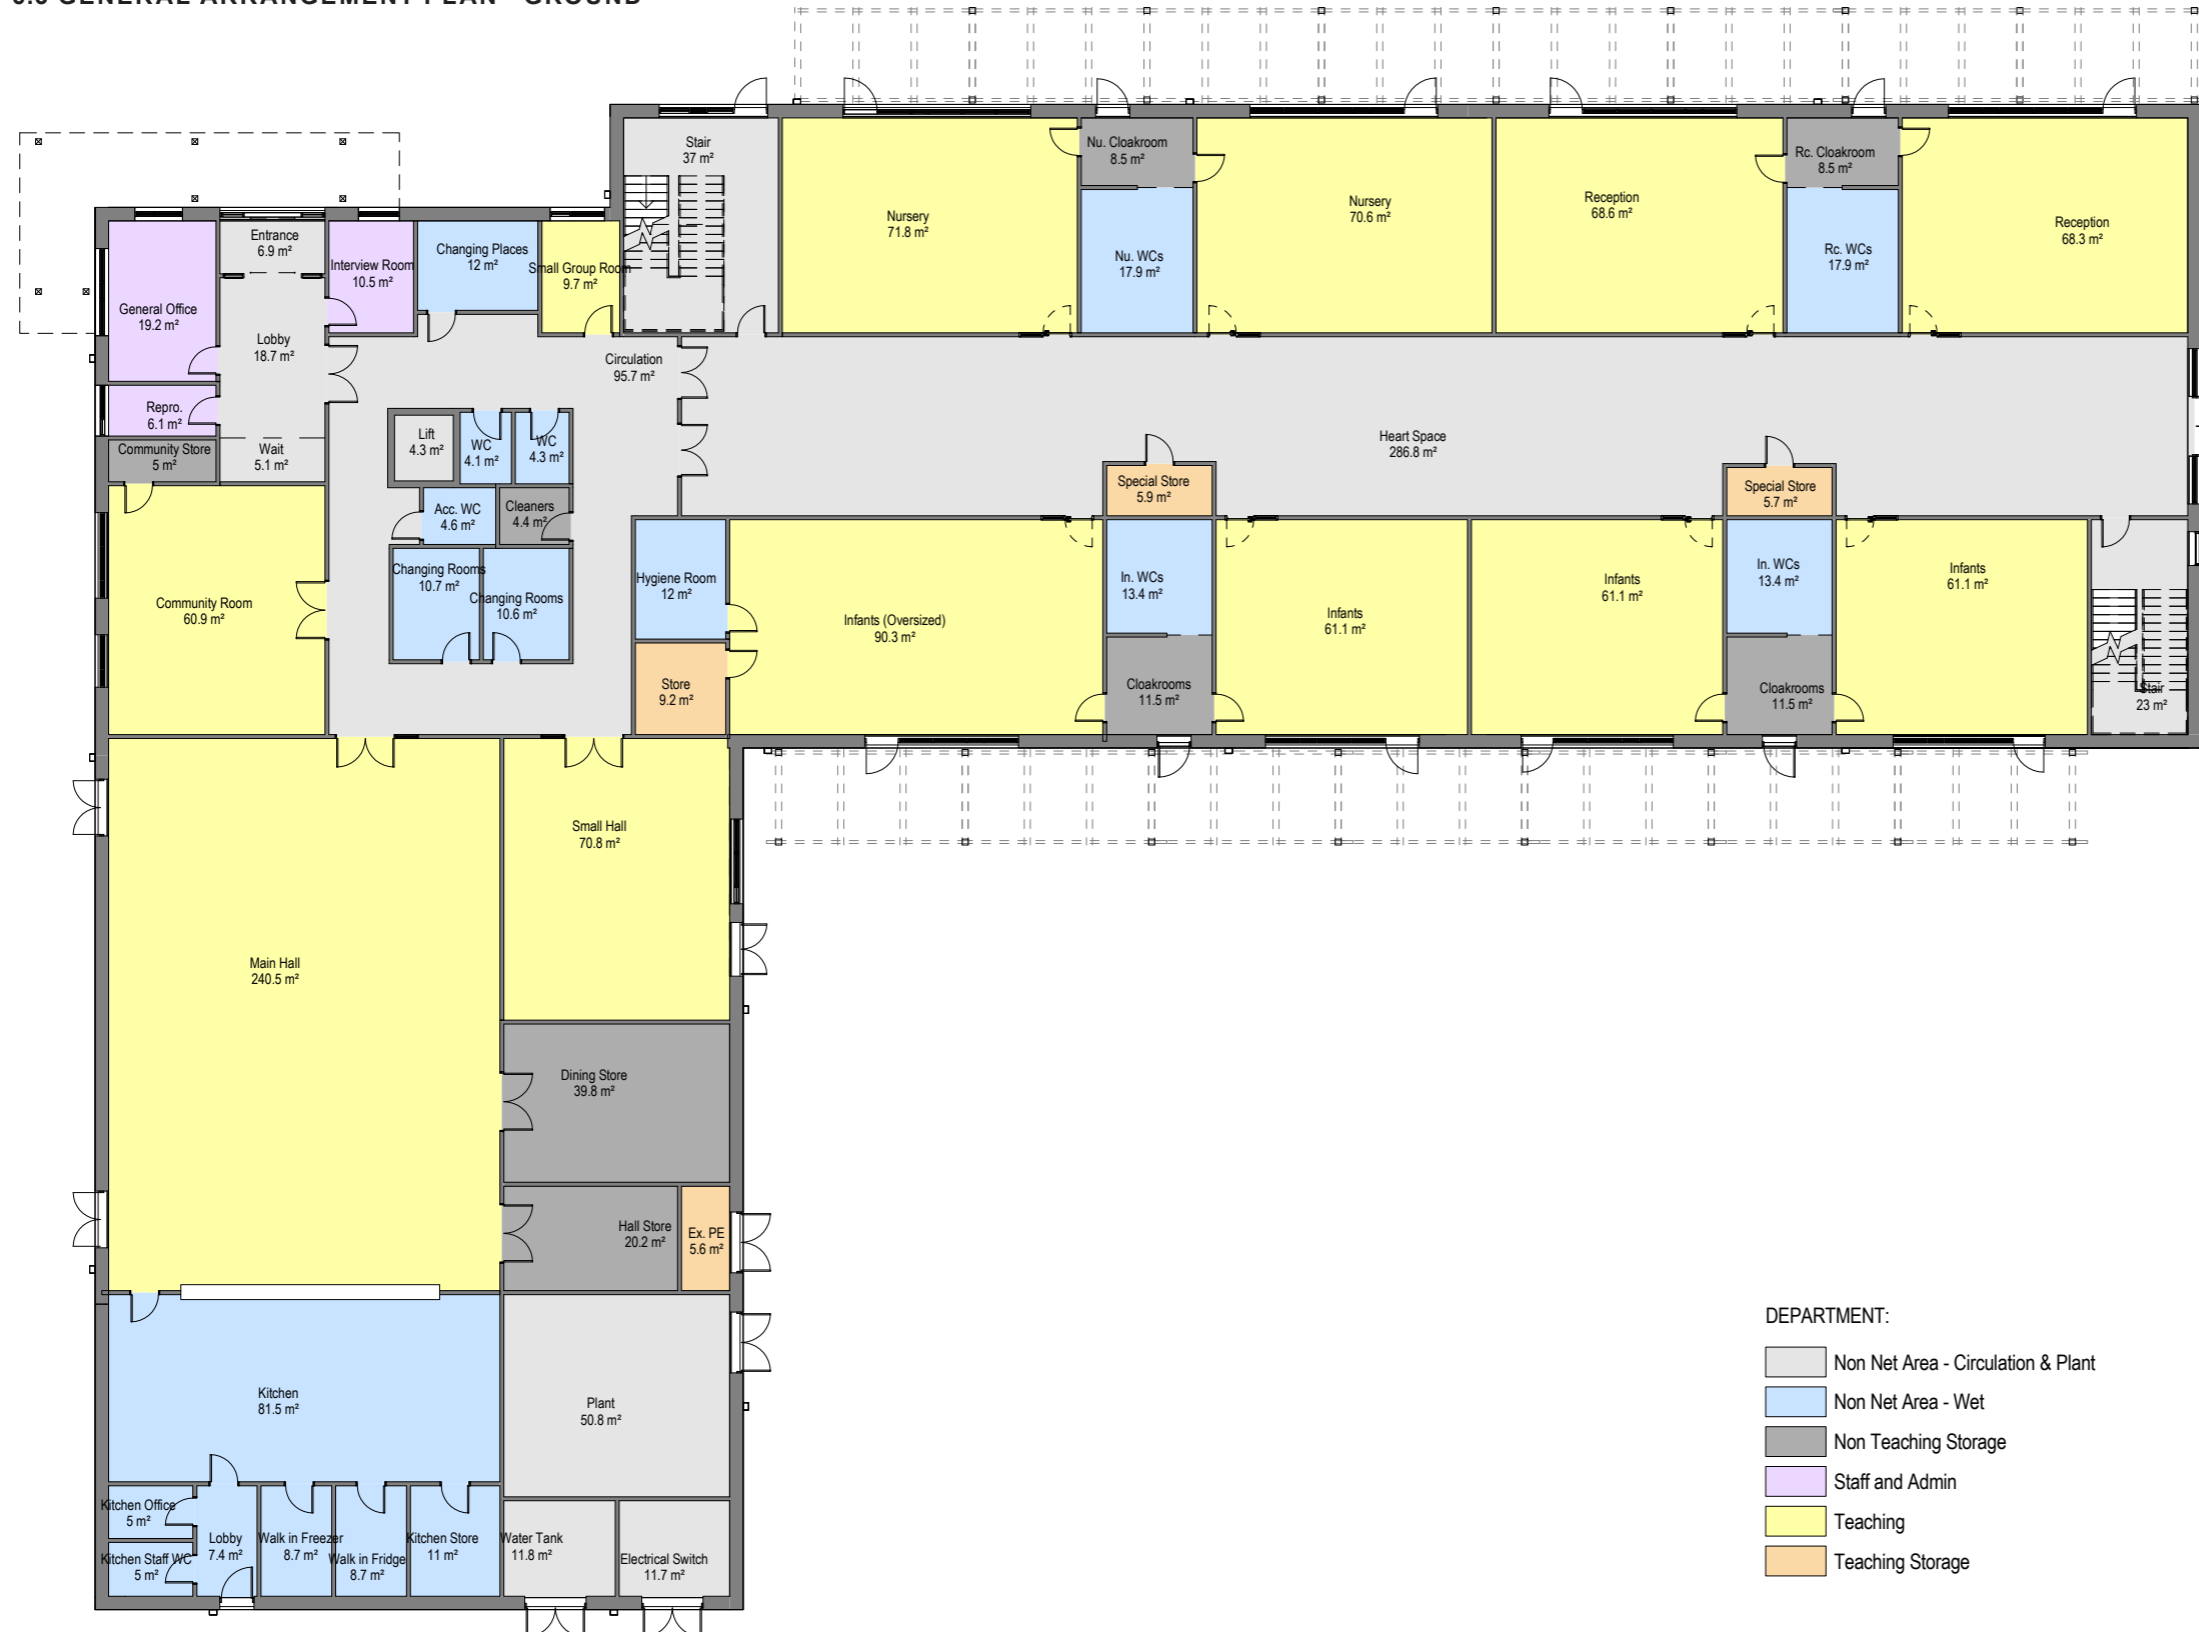 GENERAL ARRANGEMENT PLAN - GROUND
Stair
37 m²
Nursery
71.8 m²
Nu. Cloakroom
8.5 m²
Nu. WCs
17.9 m²
Nursery
70.6 m²
Reception
68.6 m²
Rc. Cloakroom
8.5 m²
Rc. WCs
17.9 m²
Reception
68.3 m²
General Office
19.2 m²
Entrance
6.9 m²
Lobby
18.7 m²
Interview Room
10.5 m²
Changing Places
12 m²
Small Group Room
9.7 m²
Circulation
95.7 m²
Repro.
6.1 m²
Community Store
5 m²
Wait
5.1 m²
Lift
4.3 m²
WC
4.1 m²
WC
4.3 m²
Acc. WC
4.6 m²
Cleaners
4.4 m²
Changing Rooms
10.7 m²
Changing Rooms
10.6 m²
Heart Space
286.8 m²
Special Store
5.9 m²
Special Store
5.7 m²
Community Room
60.9 m²
Hygiene Room
12 m²
Store
9.2 m²
Infants (Oversized)
90.3 m²
In. WCs
13.4 m²
Cloakrooms
11.5 m²
Infants
61.1 m²
Infants
61.1 m²
In. WCs
13.4 m²
Cloakrooms
11.5 m²
Infants
61.1 m²
Stair
23 m²
Main Hall
240.5 m²
Small Hall
70.8 m²
Dining Store
39.8 m²
Hall Store
20.2 m²
Ex. PE
5.6 m²
Kitchen
81.5 m²
Plant
50.8 m²
Kitchen Office
5 m²
Kitchen Staff WC
5 m²
Lobby
7.4 m²
Walk in Freezer
8.7 m²
Walk in Fridge
8.7 m²
Kitchen Store
11 m²
Water Tank
11.8 m²
Electrical Switch
11.7 m²
DEPARTMENT:
Non Net Area - Circulation & Plant
Non Net Area - Wet
Non Teaching Storage
Staff and Admin
Teaching
Teaching Storage